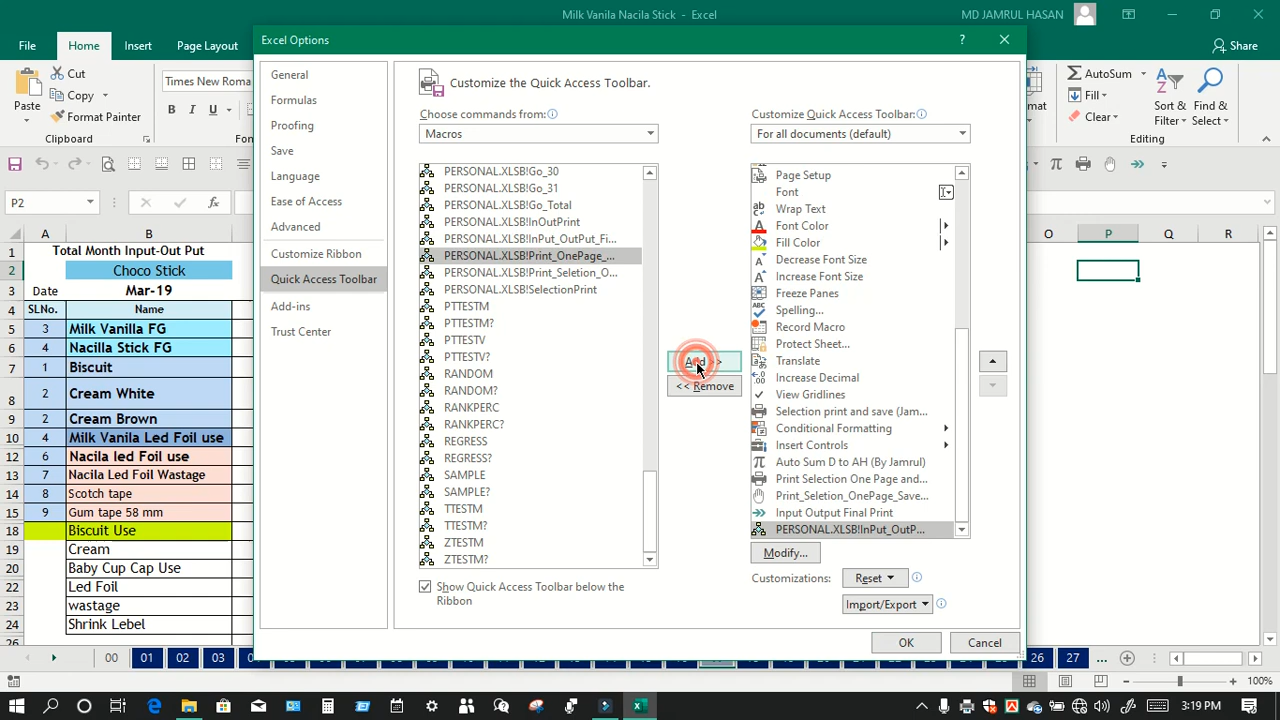 Milk Vanila Nacila Stick - Excel
MD JAMRUL HASAN
File
Home
Insert
Page Layout
Share
Excel Options
?
Cut
Copy
Format Painter
Paste
Clipboard
Times New Roma
B I U
AutoSum
Fill
Clear
Sort &
Filter
Find &
Select
Editing
P2
fx
General
Formulas
Proofing
Save
Language
Ease of Access
Advanced
Customize Ribbon
Quick Access Toolbar
Add-ins
Trust Center
Customize the Quick Access Toolbar.
Choose commands from:
Macros
PERSONAL.XLSB!Go_30
PERSONAL.XLSB!Go_31
PERSONAL.XLSB!Go_Total
PERSONAL.XLSB!InOutPrint
PERSONAL.XLSB!InPut_OutPut_Fi...
PERSONAL.XLSB!Print_OnePage_...
PERSONAL.XLSB!Print_Seletion_O...
PERSONAL.XLSB!SelectionPrint
PTTESTM
PTTESTM?
PTTESTV
PTTESTV?
RANDOM
RANDOM?
RANKPERC
RANKPERC?
REGRESS
REGRESS?
SAMPLE
SAMPLE?
TTESTM
TTESTM?
ZTESTM
ZTESTM?
Show Quick Access Toolbar below the
Ribbon
Add >>
<< Remove
Customize Quick Access Toolbar:
For all documents (default)
Page Setup
Font
Wrap Text
Font Color
Fill Color
Decrease Font Size
Increase Font Size
Freeze Panes
Spelling...
Record Macro
Protect Sheet...
Translate
Increase Decimal
View Gridlines
Selection print and save (Jam...
Conditional Formatting
Insert Controls
Auto Sum D to AH (By Jamrul)
Print Selection One Page and...
Print_Seletion_OnePage_Save...
Input Output Final Print
PERSONAL.XLSB!InPut_OutP...
Modify...
Customizations:
Reset
Import/Export
OK
Cancel
A B O P Q R
1 Total Month Input-Out Put
2 Choco Stick
3 Date Mar-19
4 SLNo. Name
5 3 Milk Vanilla FG
6 4 Nacilla Stick FG
7 1 Biscuit
8 2 Cream White
9 2 Cream Brown
10 4 Milk Vanila Led Foil use
12 6 Nacila led Foil use
13 7 Nacila Led Foil Wastage
14 8 Scotch tape
15 9 Gum tape 58 mm
18 Biscuit Use
19 Cream
20 Baby Cup Cap Use
22 Led Foil
23 wastage
24 Shrink Lebel
26
00 01 02 03
26 27 ...
100%
3:19 PM